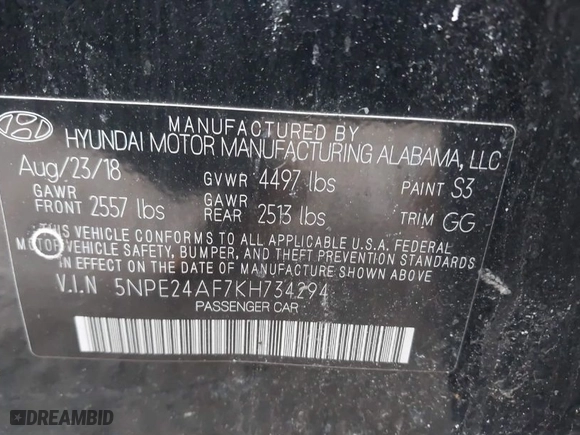 MANUFACTURED BY
HYUNDAI MOTOR MANUFACTURING ALABAMA, LLC
Aug/23/18 GVWR 4497 lbs PAINT S3
GAWR FRONT 2557 lbs GAWR REAR 2513 lbs TRIM GG
THIS VEHICLE CONFORMS TO ALL APPLICABLE U.S.A. FEDERAL
MOTOR VEHICLE SAFETY, BUMPER, AND THEFT PREVENTION STANDARDS
IN EFFECT ON THE DATE OF MANUFACTURE SHOWN ABOVE.
V.I.N 5NPE24AF7KH734294
PASSENGER CAR
DREAMBID